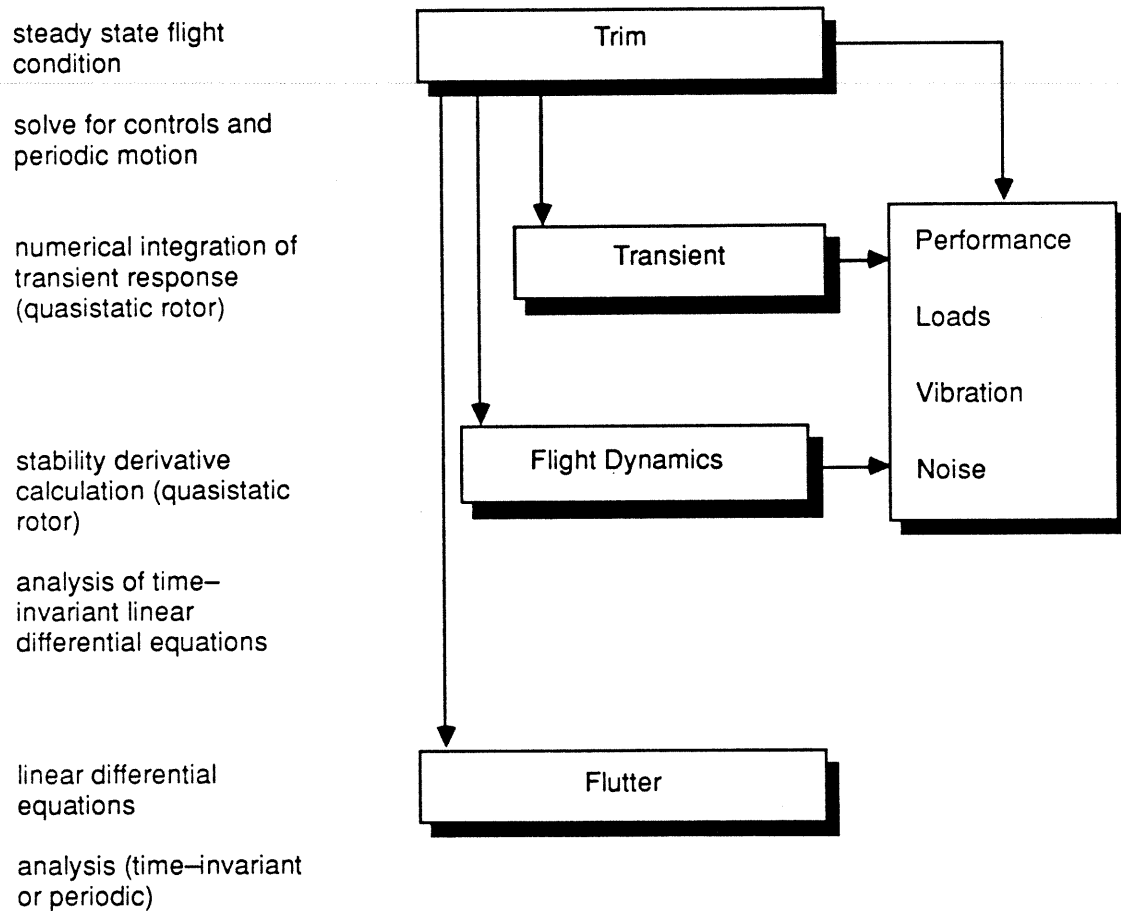 steady state flight
condition
Trim
solve for controls and
periodic motion
numerical integration of
transient response
(quasistatic rotor)
Transient
Performance
Loads
Vibration
Noise
stability derivative
calculation (quasistatic
rotor)
Flight Dynamics
analysis of time–
invariant linear
differential equations
linear differential
equations
Flutter
analysis (time–invariant
or periodic)